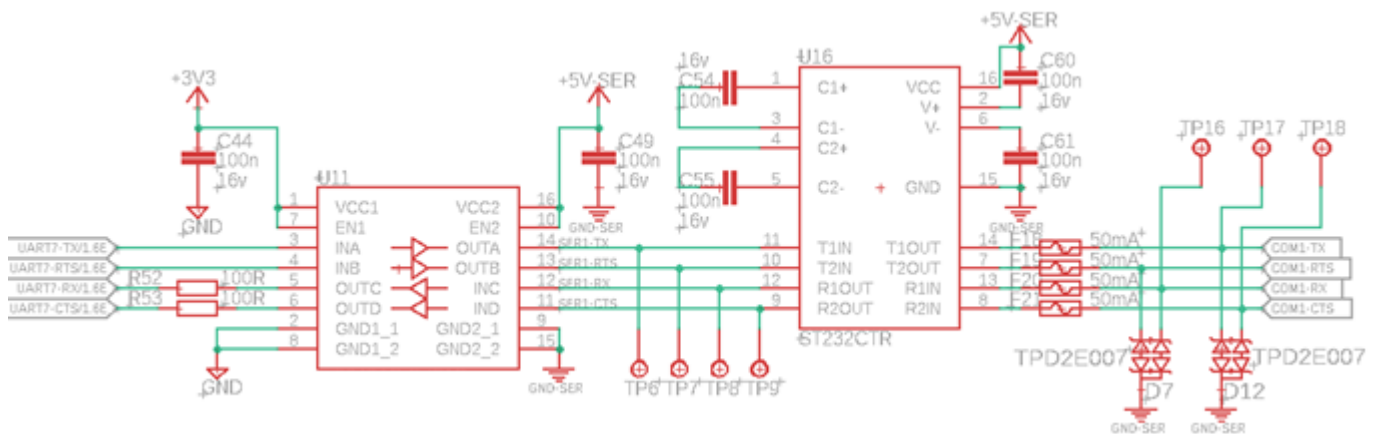 +5V-SER
U16
16v
C54
100n
C60
100n
16v
1
C1+
VCC
16
V+
2
3
C1-
V-
6
4
C2+
C61
100n
16v
C55
100n
16v
5
C2-
GND
15
GND-SER
+3V3
+5V-SER
C44
100n
16v
C49
100n
16v
GND
GND-SER
U11
1
VCC1
VCC2
16
7
EN1
EN2
10
UART7-TX/1.6E
3
INA
OUTA
14
SER1-TX
11
T1IN
T1OUT
14
F18
50mA
COM1-TX
UART7-RTS/1.6E
4
INB
OUTB
13
SER1-RTS
10
T2IN
T2OUT
7
F19
50mA
COM1-RTS
UART7-RX/1.6E
R52
100R
5
OUTC
INC
12
SER1-RX
12
R1OUT
R1IN
13
F20
50mA
COM1-RX
UART7-CTS/1.6E
R53
100R
6
OUTD
IND
11
SER1-CTS
9
R2OUT
R2IN
8
F21
50mA
COM1-CTS
2
GND1_1
GND2_1
9
8
GND1_2
GND2_2
15
GND
GND-SER
ST232CTR
TP6
TP7
TP8
TP9
TP16
TP17
TP18
TPD2E007
TPD2E007
D7
D12
GND-SER
GND-SER